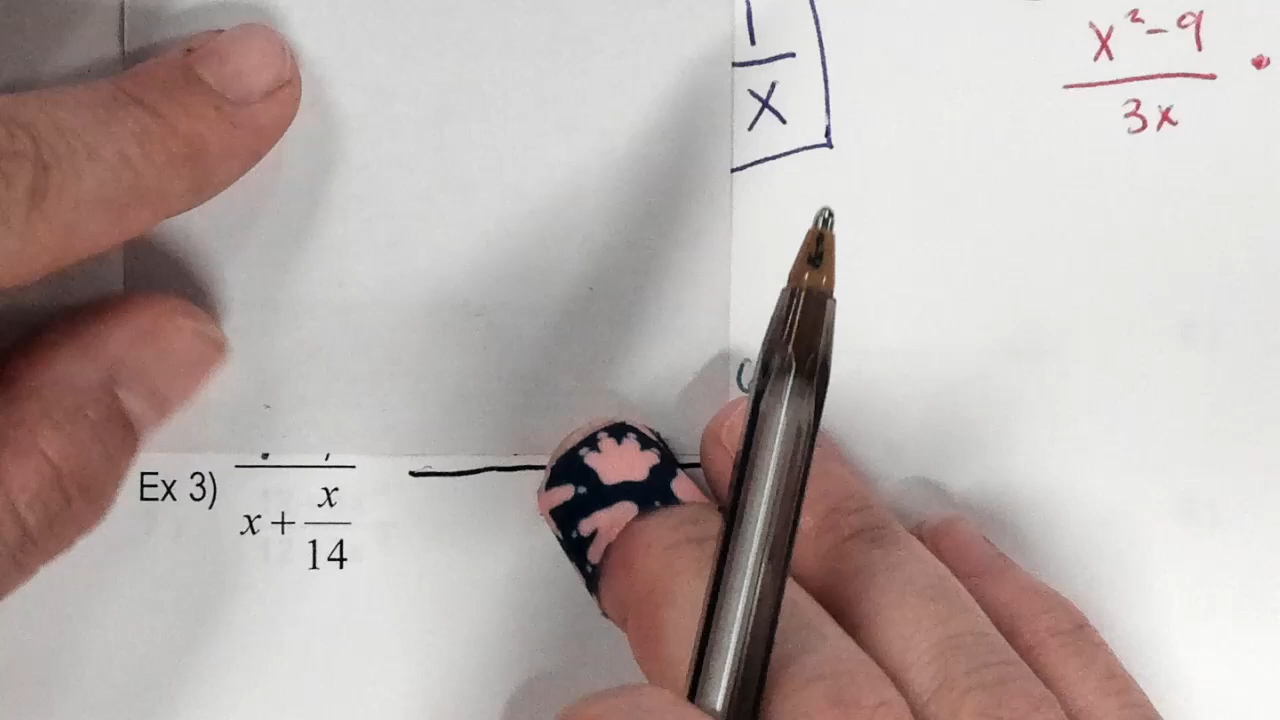 1
x
x² - 9
3x
Ex 3)
x + x
14